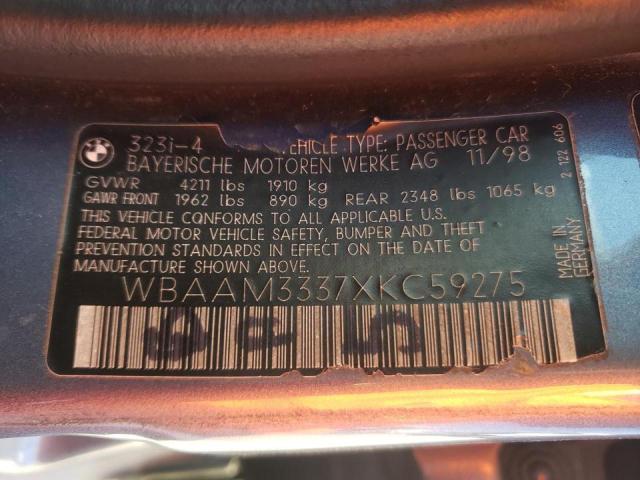 BMW
323i-4 VEHICLE TYPE: PASSENGER CAR
BAYERISCHE MOTOREN WERKE AG 11/98
GVWR 4211 lbs 1910 kg
GAWR FRONT 1962 lbs 890 kg REAR 2348 lbs 1065 kg
THIS VEHICLE CONFORMS TO ALL APPLICABLE U.S.
FEDERAL MOTOR VEHICLE SAFETY, BUMPER AND THEFT
PREVENTION STANDARDS IN EFFECT ON THE DATE OF
MANUFACTURE SHOWN ABOVE
WBAAM3337XKC59275
MADE IN
GERMANY
2 122 606